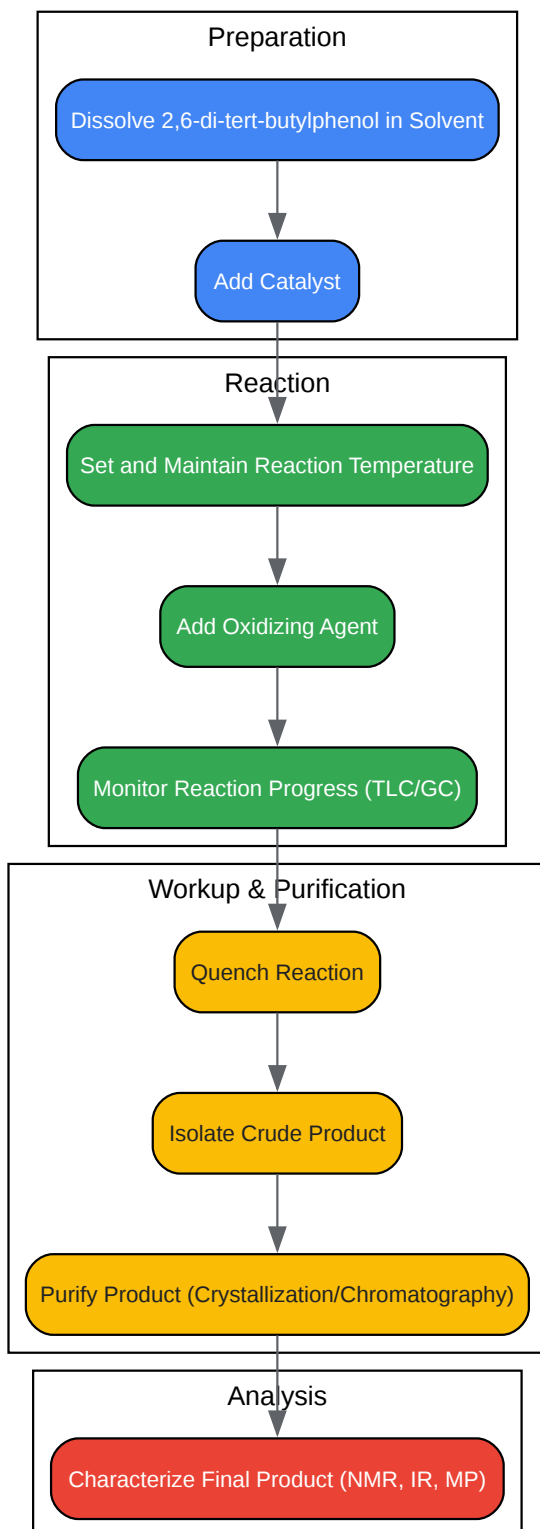 Preparation
Dissolve 2,6-di-tert-butylphenol in Solvent
Add Catalyst
Reaction
Set and Maintain Reaction Temperature
Add Oxidizing Agent
Monitor Reaction Progress (TLC/GC)
Workup & Purification
Quench Reaction
Isolate Crude Product
Purify Product (Crystallization/Chromatography)
Analysis
Characterize Final Product (NMR, IR, MP)